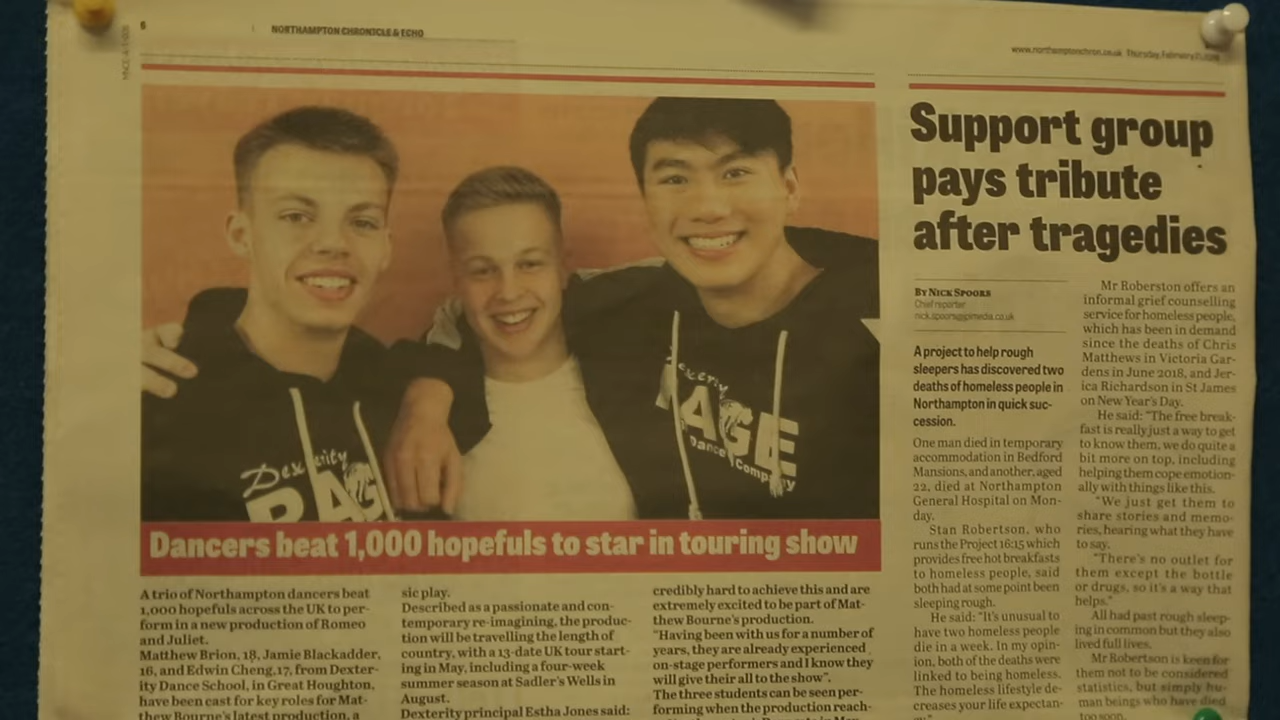 6
NORTHAMPTON CHRONICLE & ECHO
www.northamptonchron.co.uk Thursday, February 21, 2019
Dexterity
RAGE
Dexterity
RAGE
Dance Company
Dancers beat 1,000 hopefuls to star in touring show
A trio of Northampton dancers beat
1,000 hopefuls across the UK to per-
form in a new production of Romeo
and Juliet.
Matthew Brion, 18, Jamie Blackadder,
16, and Edwin Cheng,17, from Dexter-
ity Dance School, in Great Houghton,
have been cast for key roles for Mat-
thew Bourne's latest production, a
sic play.
Described as a passionate and con-
temporary re-imagining, the produc-
tion will be travelling the length of
country, with a 13-date UK tour start-
ing in May, including a four-week
summer season at Sadler's Wells in
August.
Dexterity principal Estha Jones said:
credibly hard to achieve this and are
extremely excited to be part of Mat-
thew Bourne's production.
"Having been with us for a number of
years, they are already experienced
on-stage performers and I know they
will give their all to the show".
The three students can be seen per-
forming when the production reach-
Support group
pays tribute
after tragedies
BY NICK SPOORS
Chief reporter
nick.spoors@jpimedia.co.uk
A project to help rough
sleepers has discovered two
deaths of homeless people in
Northampton in quick suc-
cession.
One man died in temporary
accommodation in Bedford
Mansions, and another, aged
22, died at Northampton
General Hospital on Mon-
day.
Stan Robertson, who
runs the Project 16:15 which
provides free hot breakfasts
to homeless people, said
both had at some point been
sleeping rough.
He said: "It's unusual to
have two homeless people
die in a week. In my opin-
ion, both of the deaths were
linked to being homeless.
The homeless lifestyle de-
creases your life expectan-
Mr Roberston offers an
informal grief counselling
service for homeless people,
which has been in demand
since the deaths of Chris
Matthews in Victoria Gar-
dens in June 2018, and Jer-
ica Richardson in St James
on New Year's Day.
He said: "The free break-
fast is really just a way to get
to know them, we do quite a
bit more on top, including
helping them cope emotion-
ally with things like this.
"We just get them to
share stories and memo-
ries, hearing what they have
to say.
"There's no outlet for
them except the bottle
or drugs, so it's a way that
helps."
All had past rough sleep-
ing in common but they also
lived full lives.
Mr Robertson is keen for
them not to be considered
statistics, but simply hu-
man beings who have died
too soon.